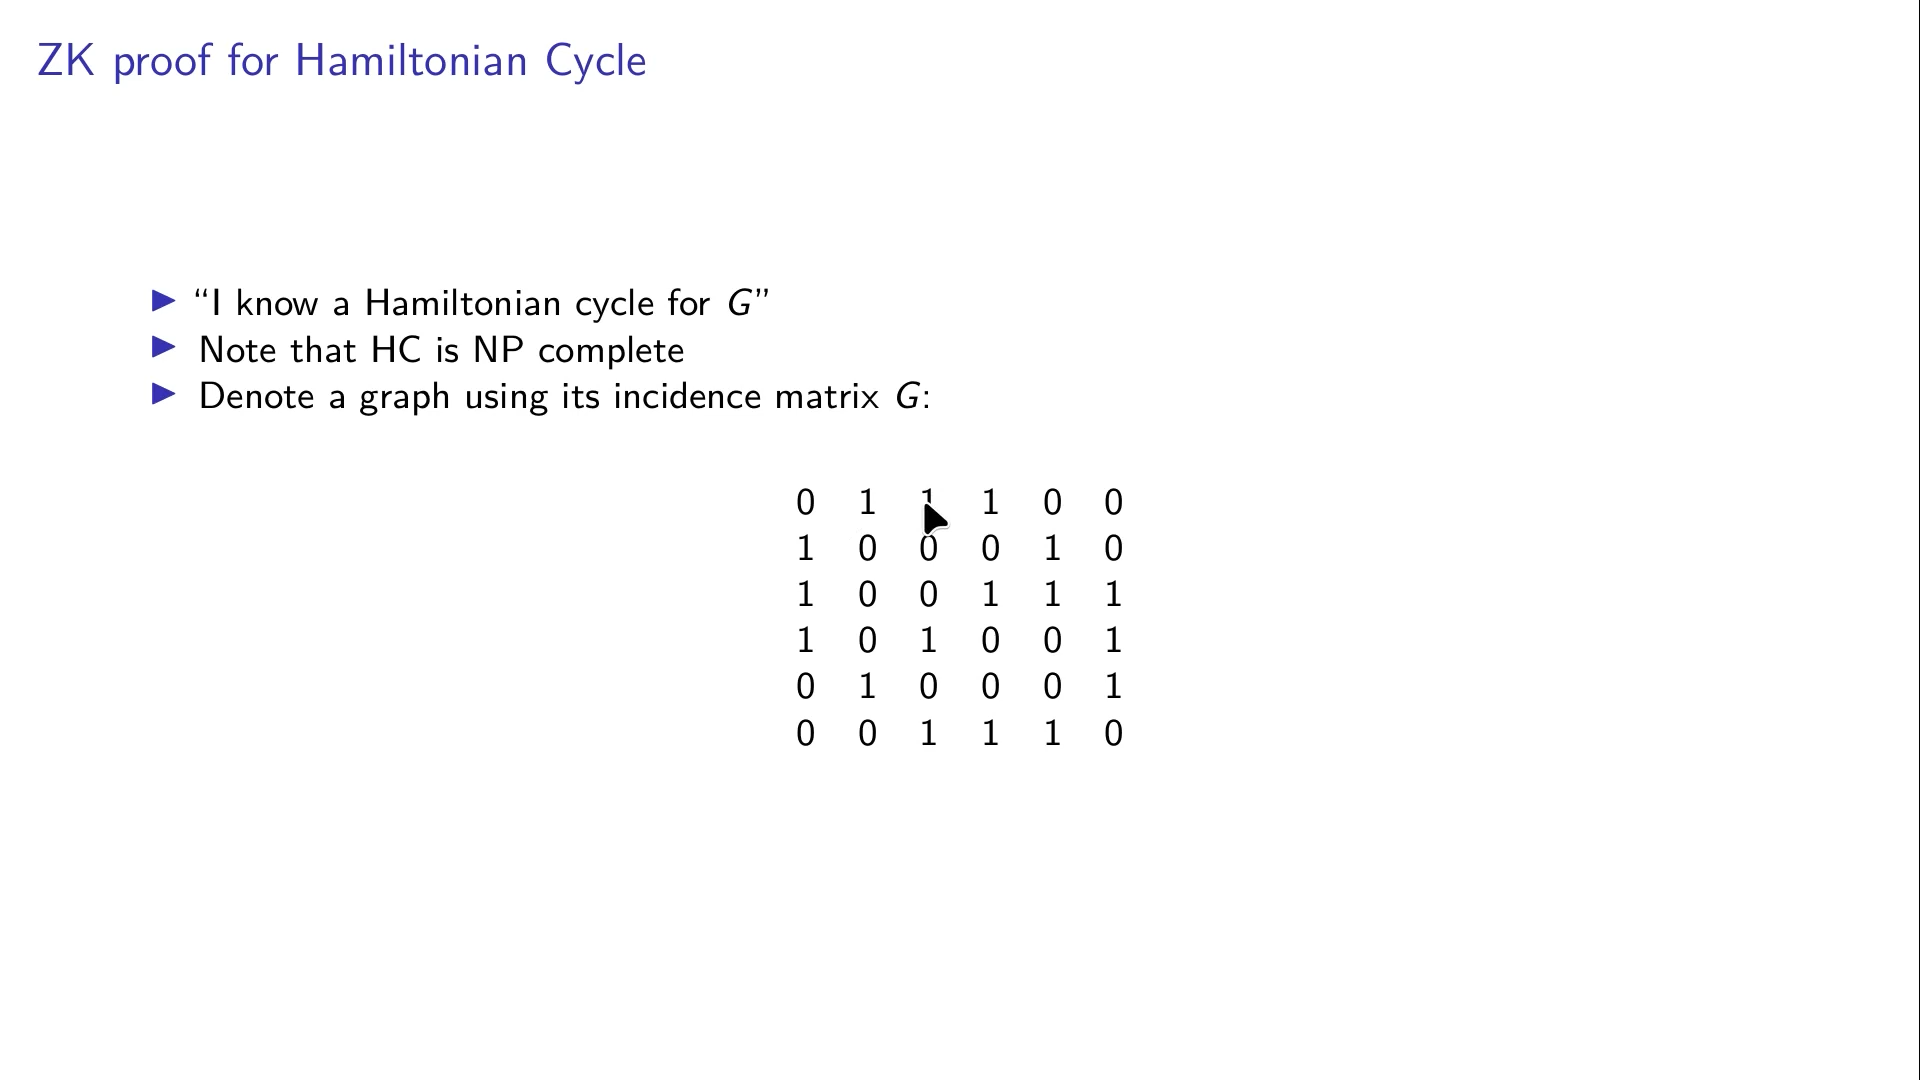 ZK proof for Hamiltonian Cycle
▶ “I know a Hamiltonian cycle for G”
▶ Note that HC is NP complete
▶ Denote a graph using its incidence matrix G:
0 1 1 1 0 0
1 0 0 0 1 0
1 0 0 1 1 1
1 0 1 0 0 1
0 1 0 0 0 1
0 0 1 1 1 0